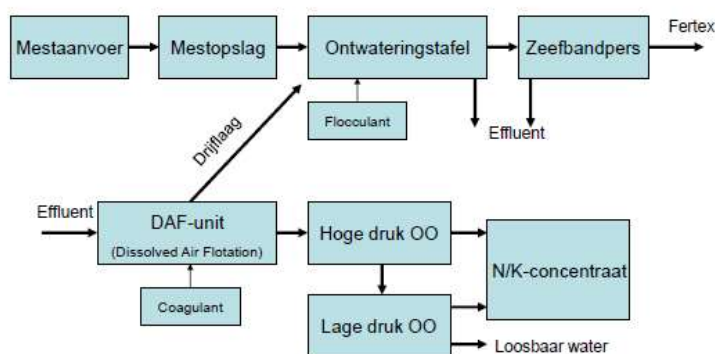 Mestaanvoer
Mestopslag
Ontwateringstafel
Zeefbandpers
Fertex
Flocculant
Effluent
Drijflaag
Effluent
DAF-unit
(Dissolved Air Flotation)
Hoge druk OO
N/K-concentraat
Coagulant
Lage druk OO
Loosbaar water